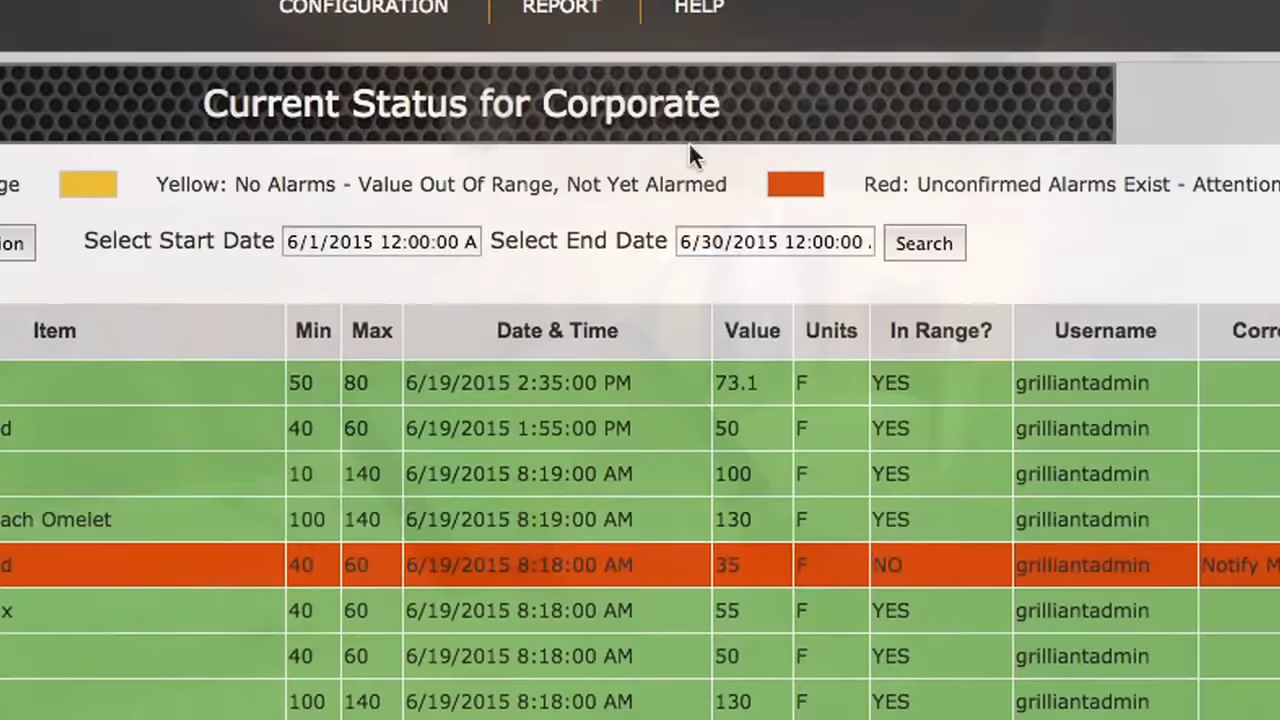 CONFIGURATION REPORT HELP
Current Status for Corporate
ge Yellow: No Alarms - Value Out Of Range, Not Yet Alarmed Red: Unconfirmed Alarms Exist - Attention
ion Select Start Date 6/1/2015 12:00:00 A Select End Date 6/30/2015 12:00:00 . Search
Item Min Max Date & Time Value Units In Range? Username Corre
50 80 6/19/2015 2:35:00 PM 73.1 F YES grilliantadmin
d 40 60 6/19/2015 1:55:00 PM 50 F YES grilliantadmin
10 140 6/19/2015 8:19:00 AM 100 F YES grilliantadmin
ach Omelet 100 140 6/19/2015 8:19:00 AM 130 F YES grilliantadmin
d 40 60 6/19/2015 8:18:00 AM 35 F NO grilliantadmin Notify M
x 40 60 6/19/2015 8:18:00 AM 55 F YES grilliantadmin
40 60 6/19/2015 8:18:00 AM 50 F YES grilliantadmin
100 140 6/19/2015 8:18:00 AM 130 F YES grilliantadmin